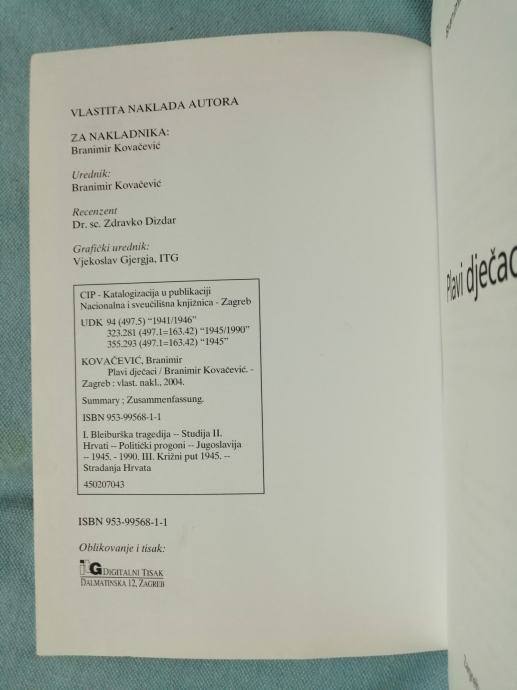 VLASTITA NAKLADA AUTORA
ZA NAKLADNIKA:
Branimir Kovačević
Urednik:
Branimir Kovačević
Recenzent
Dr. sc. Zdravko Dizdar
Grafički urednik:
Vjekoslav Gjergja, ITG
CIP - Katalogizacija u publikaciji
Nacionalna i sveučilišna knjižnica - Zagreb
UDK 94 (497.5) “1941/1946”
323.281 (497.1=163.42) “1945/1990”
355.293 (497.1=163.42) “1945”
KOVAČEVIĆ, Branimir
Plavi dječaci / Branimir Kovačević. -
Zagreb : vlast. nakl., 2004.
Summary ; Zusammenfassung.
ISBN 953-99568-1-1
I. Bleiburška tragedija -- Studija II.
Hrvati -- Politički progoni -- Jugoslavija
-- 1945. - 1990. III. Križni put 1945. --
Stradanja Hrvata
450207043
ISBN 953-99568-1-1
Oblikovanje i tisak:
ITG DIGITALNI TISAK
DALMATINSKA 12, ZAGREB
Plavi dječac